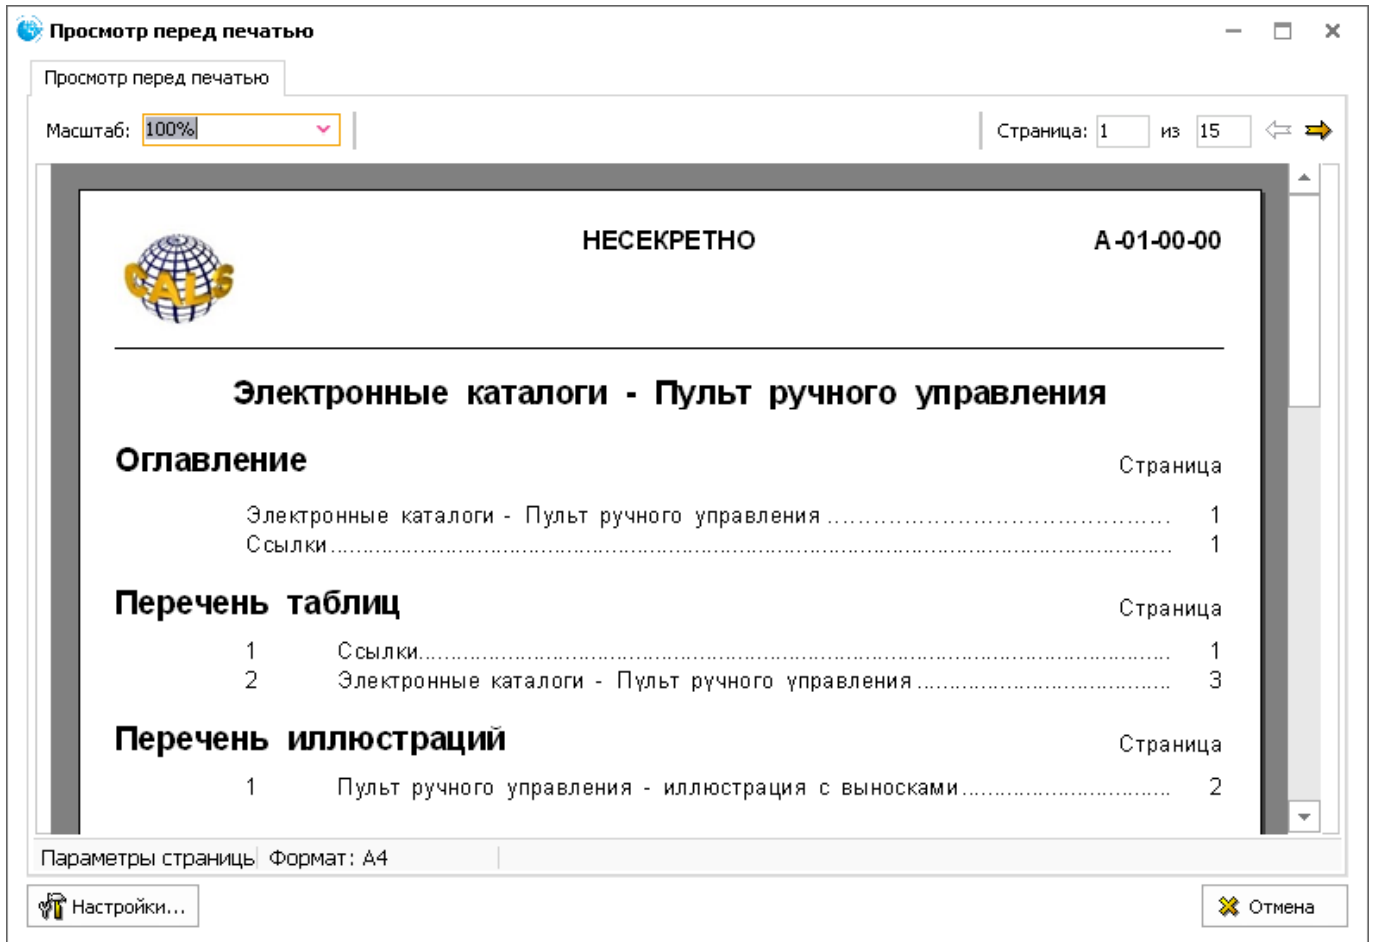 Просмотр перед печатью
Просмотр перед печатью
Масштаб: 100% Страница: 1 из 15
CALS НЕСЕКРЕТНО А-01-00-00
Электронные каталоги - Пульт ручного управления
Оглавление Страница
Электронные каталоги - Пульт ручного управления 1
Ссылки 1
Перечень таблиц Страница
1 Ссылки 1
2 Электронные каталоги - Пульт ручного управления 3
Перечень иллюстраций Страница
1 Пульт ручного управления - иллюстрация с выносками 2
Параметры страниць Формат: A4
Настройки... Отмена